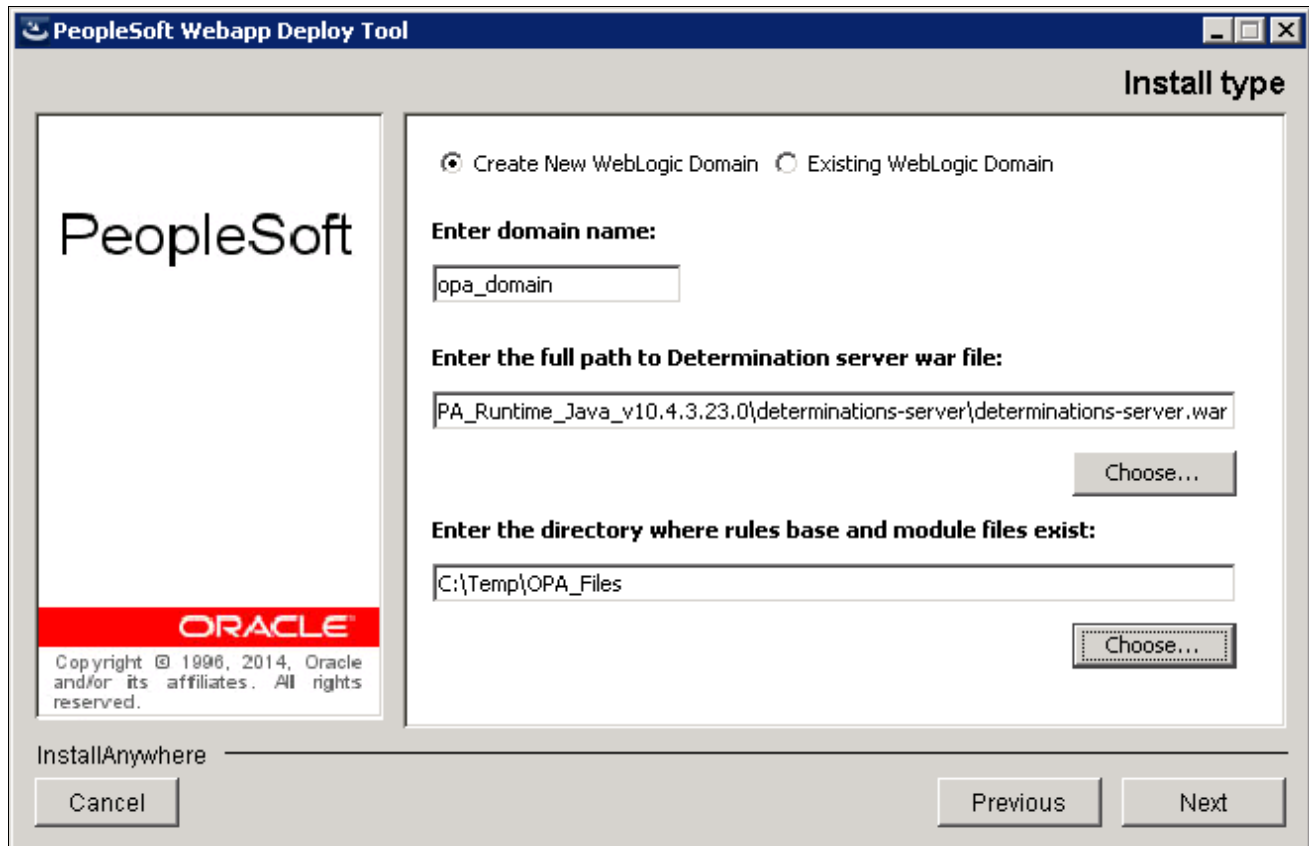 PeopleSoft Webapp Deploy Tool
Install type
PeopleSoft
ORACLE
Copyright © 1996, 2014, Oracle
and/or its affiliates. All rights
reserved.
Create New WebLogic Domain Existing WebLogic Domain
Enter domain name:
opa_domain
Enter the full path to Determination server war file:
PA_Runtime_Java_v10.4.3.23.0\determinations-server\determinations-server.war
Choose...
Enter the directory where rules base and module files exist:
C:\Temp\OPA_Files
Choose...
InstallAnywhere
Cancel Previous Next